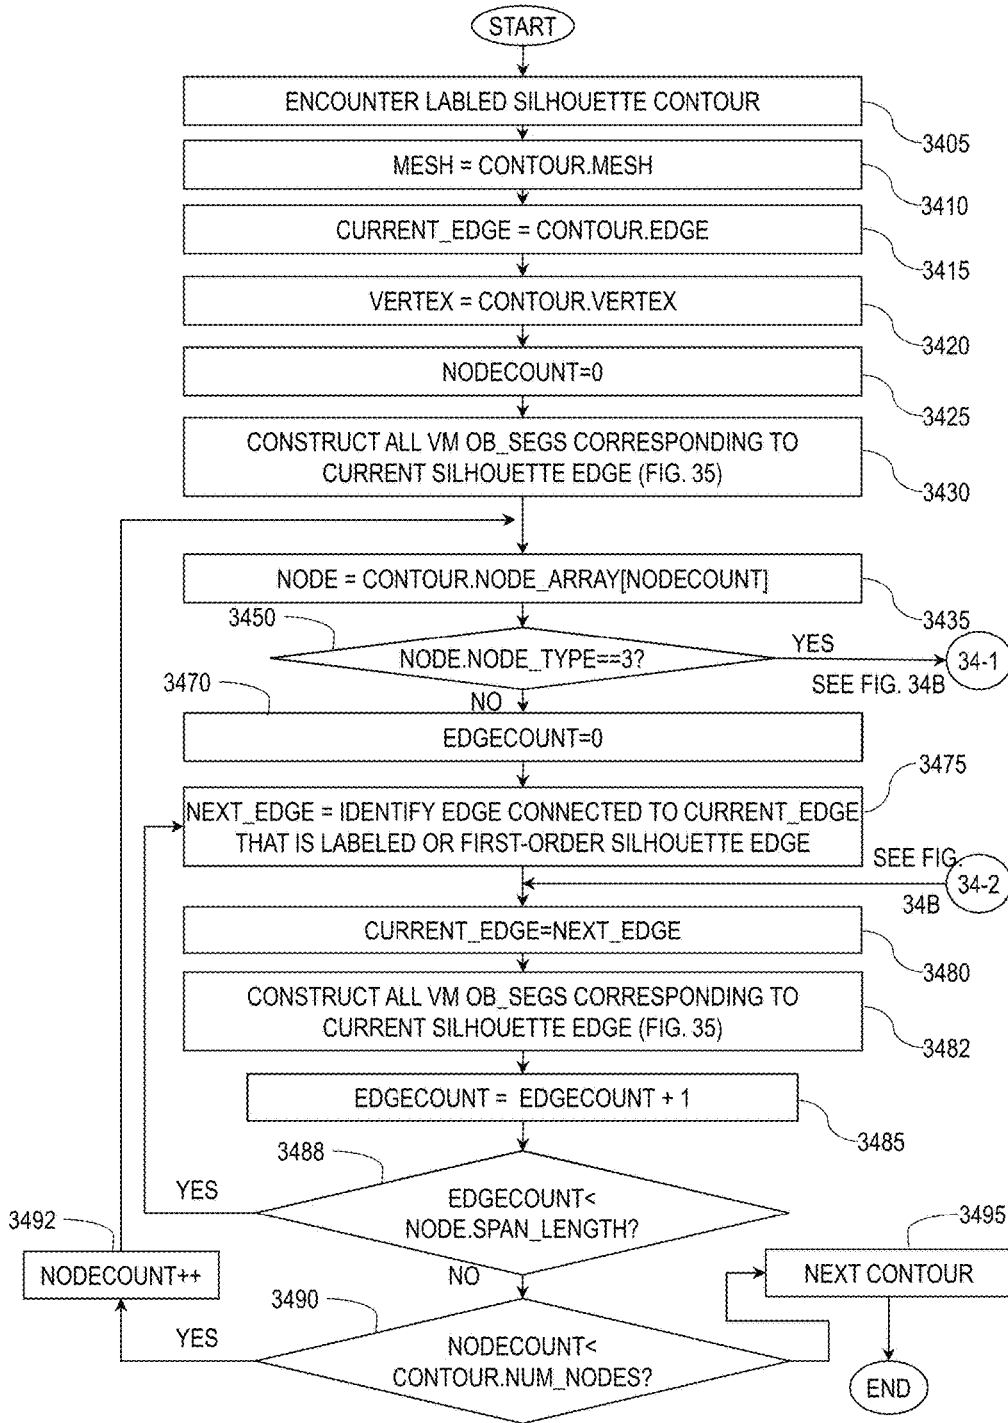 START
ENCOUNTER LABLED SILHOUETTE CONTOUR
3405
MESH = CONTOUR.MESH
3410
CURRENT_EDGE = CONTOUR.EDGE
3415
VERTEX = CONTOUR.VERTEX
3420
NODECOUNT=0
3425
CONSTRUCT ALL VM OB_SEGS CORRESPONDING TO
CURRENT SILHOUETTE EDGE (FIG. 35)
3430
NODE = CONTOUR.NODE_ARRAY[NODECOUNT]
3435
3450
NODE.NODE_TYPE==3?
YES
34-1
SEE FIG. 34B
NO
3470
EDGECOUNT=0
3475
NEXT_EDGE = IDENTIFY EDGE CONNECTED TO CURRENT_EDGE
THAT IS LABELED OR FIRST-ORDER SILHOUETTE EDGE
SEE FIG.
34B
34-2
CURRENT_EDGE=NEXT_EDGE
3480
CONSTRUCT ALL VM OB_SEGS CORRESPONDING TO
CURRENT SILHOUETTE EDGE (FIG. 35)
3482
EDGECOUNT = EDGECOUNT + 1
3485
3488
YES
EDGECOUNT<
NODE.SPAN_LENGTH?
NO
3492
NODECOUNT++
3495
NEXT CONTOUR
3490
YES
NODECOUNT<
CONTOUR.NUM_NODES?
END